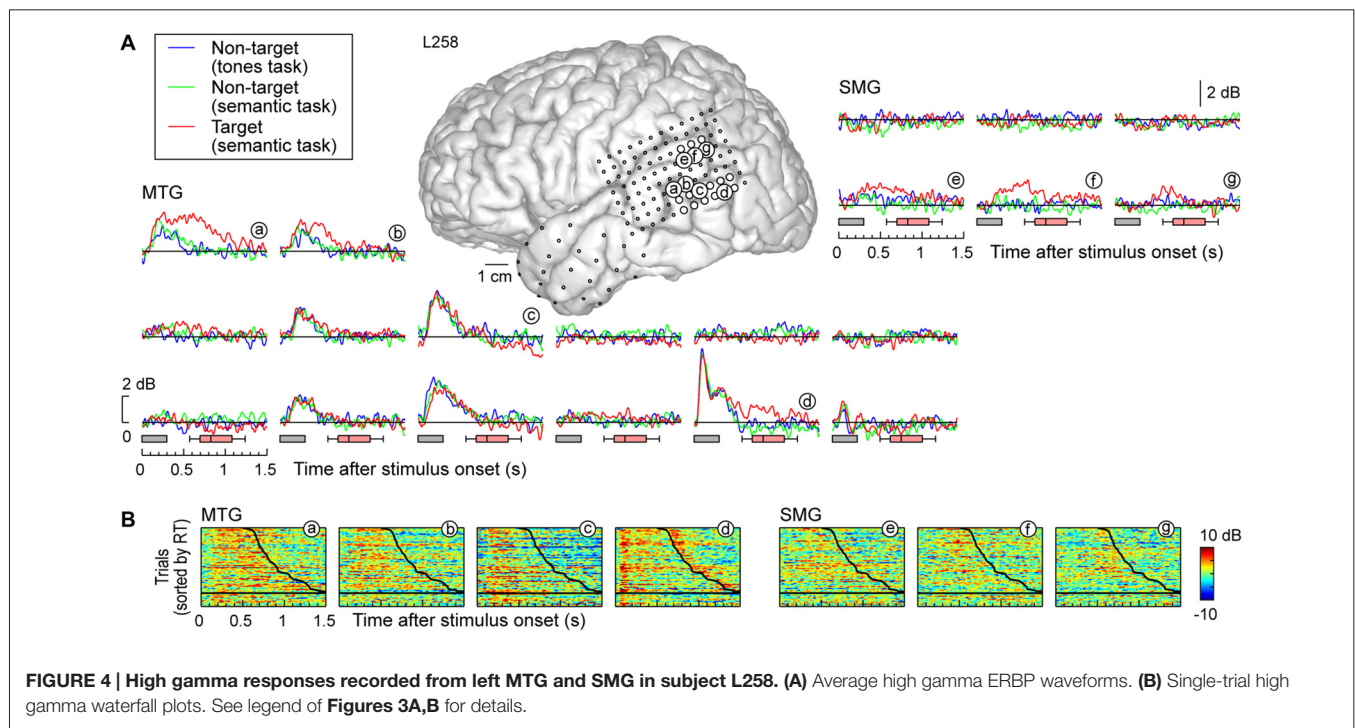 A
Non-target
(tones task)
Non-target
(semantic task)
Target
(semantic task)
L258
SMG
2 dB
e f g
a b c d
1 cm
MTG
a
b
c
d
e
f
g
0 0.5 1 1.5
Time after stimulus onset (s)
2 dB
0
0 0.5 1 1.5
Time after stimulus onset (s)
B
MTG
a
b
c
d
SMG
e
f
g
Trials
(sorted by RT)
10 dB
-10
0 0.5 1 1.5
Time after stimulus onset (s)
FIGURE 4 | High gamma responses recorded from left MTG and SMG in subject L258. (A) Average high gamma ERBP waveforms. (B) Single-trial high
gamma waterfall plots. See legend of Figures 3A,B for details.